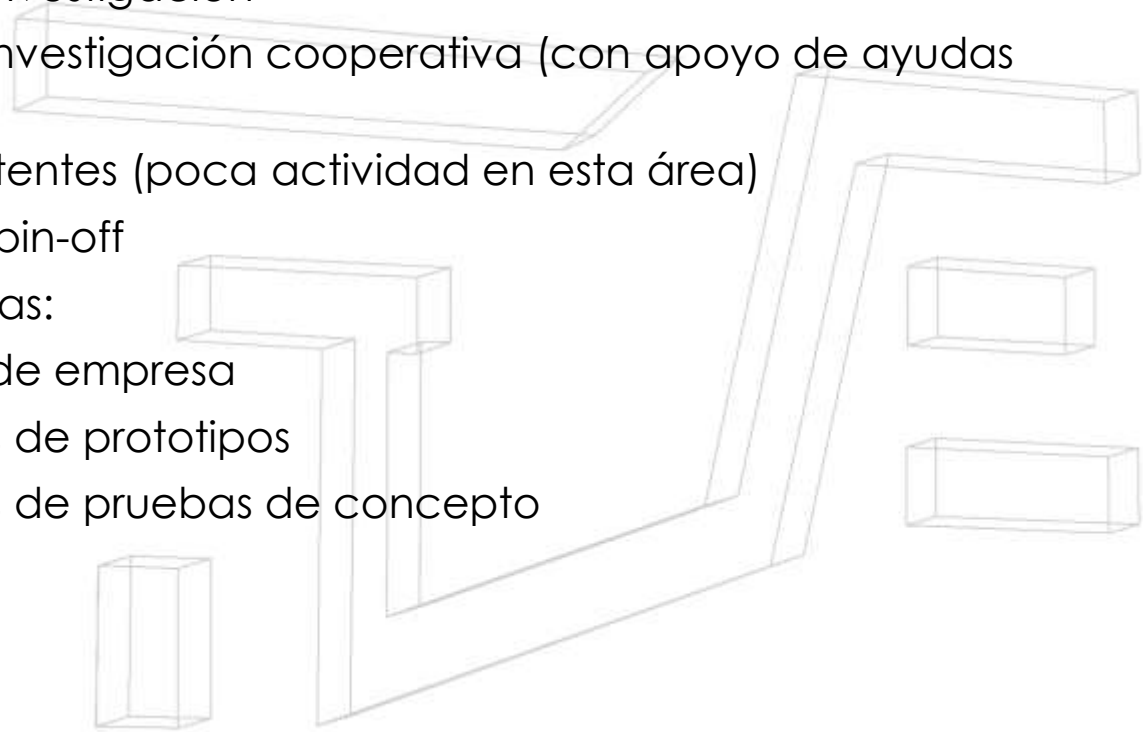 investigación
nvestigación cooperativa (con apoyo de ayudas
tentes (poca actividad en esta área)
pin-off
as:
de empresa
de prototipos
de pruebas de concepto